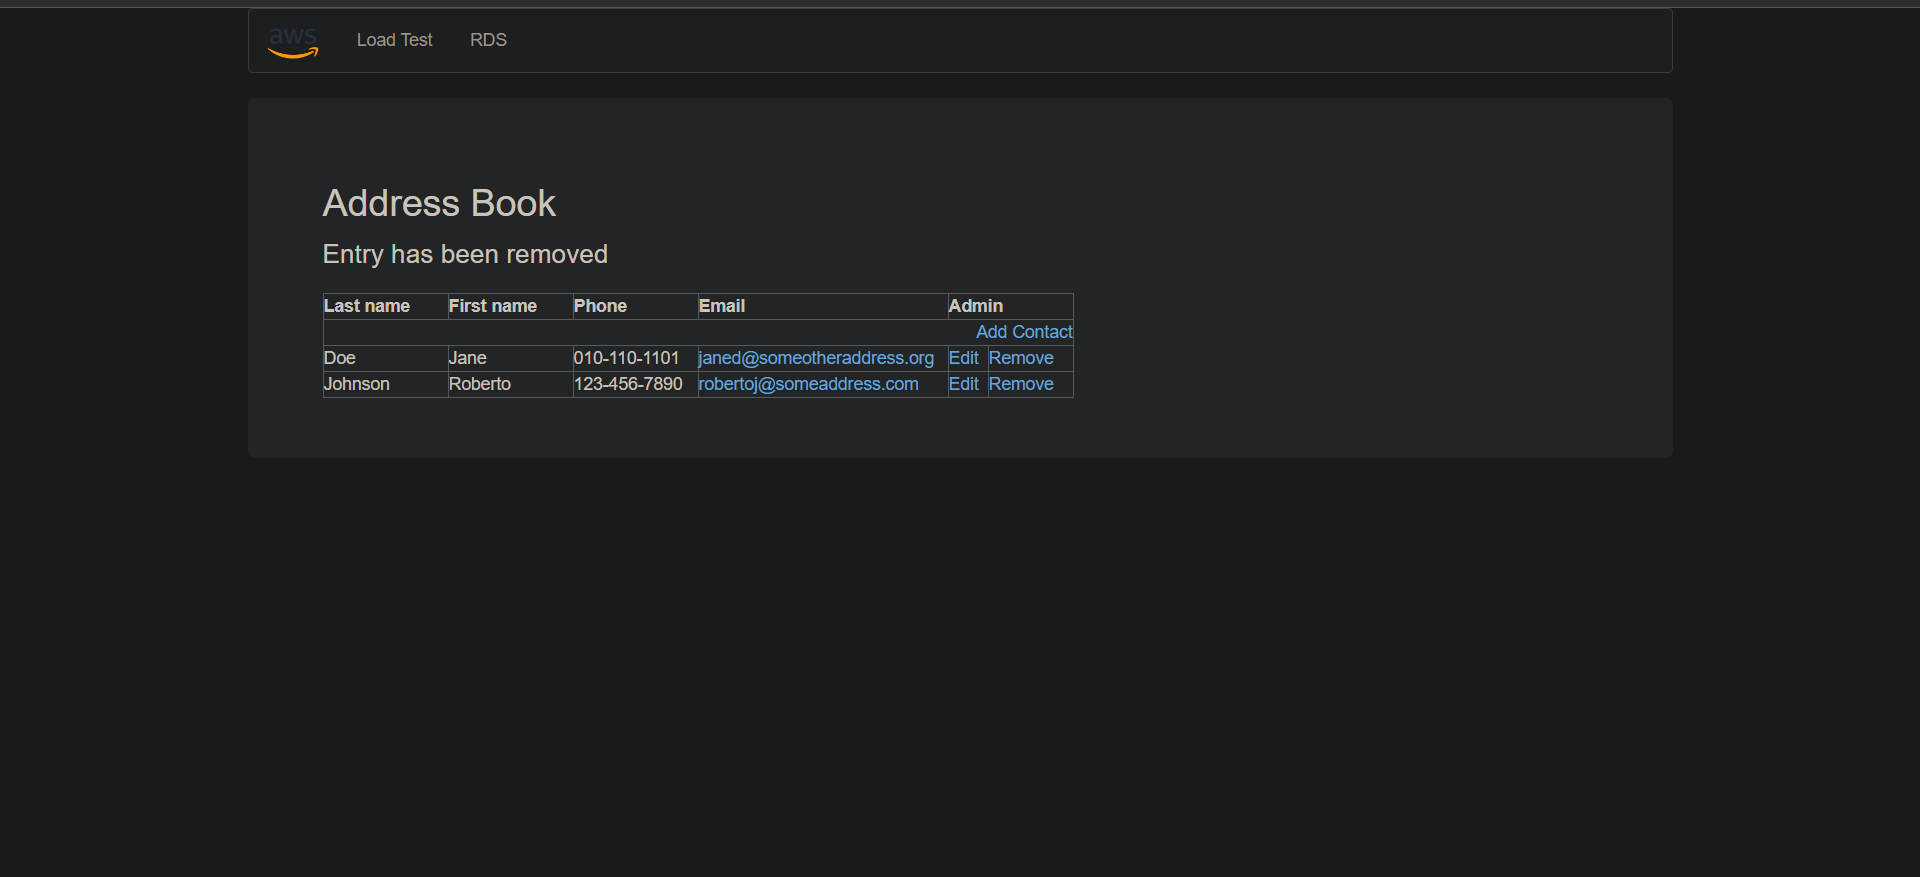 aws Load Test RDS
Address Book
Entry has been removed
Last name First name Phone Email Admin
Add Contact
Doe Jane 010-110-1101 janed@someotheraddress.org Edit Remove
Johnson Roberto 123-456-7890 robertoj@someaddress.com Edit Remove